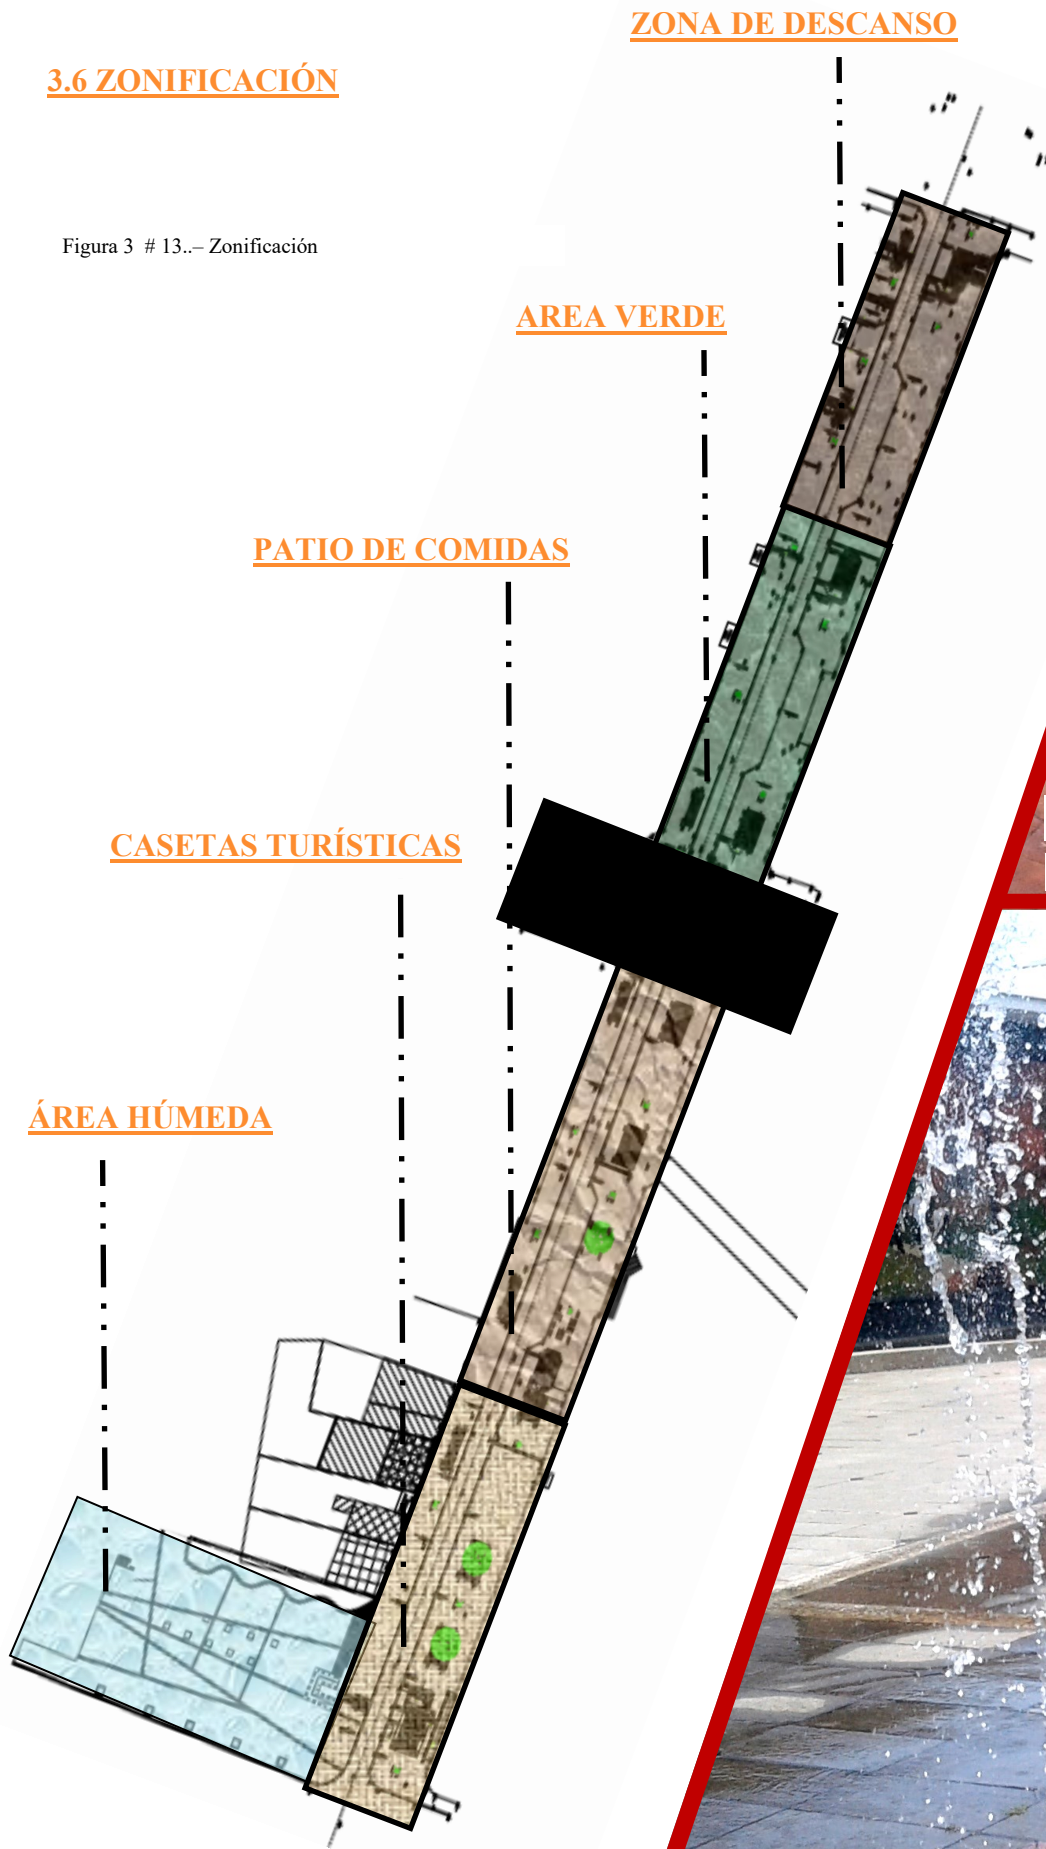 ZONA DE DESCANSO
3.6 ZONIFICACIÓN
Figura 3 # 13..– Zonificación
AREA VERDE
PATIO DE COMIDAS
CASETAS TURÍSTICAS
ÁREA HÚMEDA